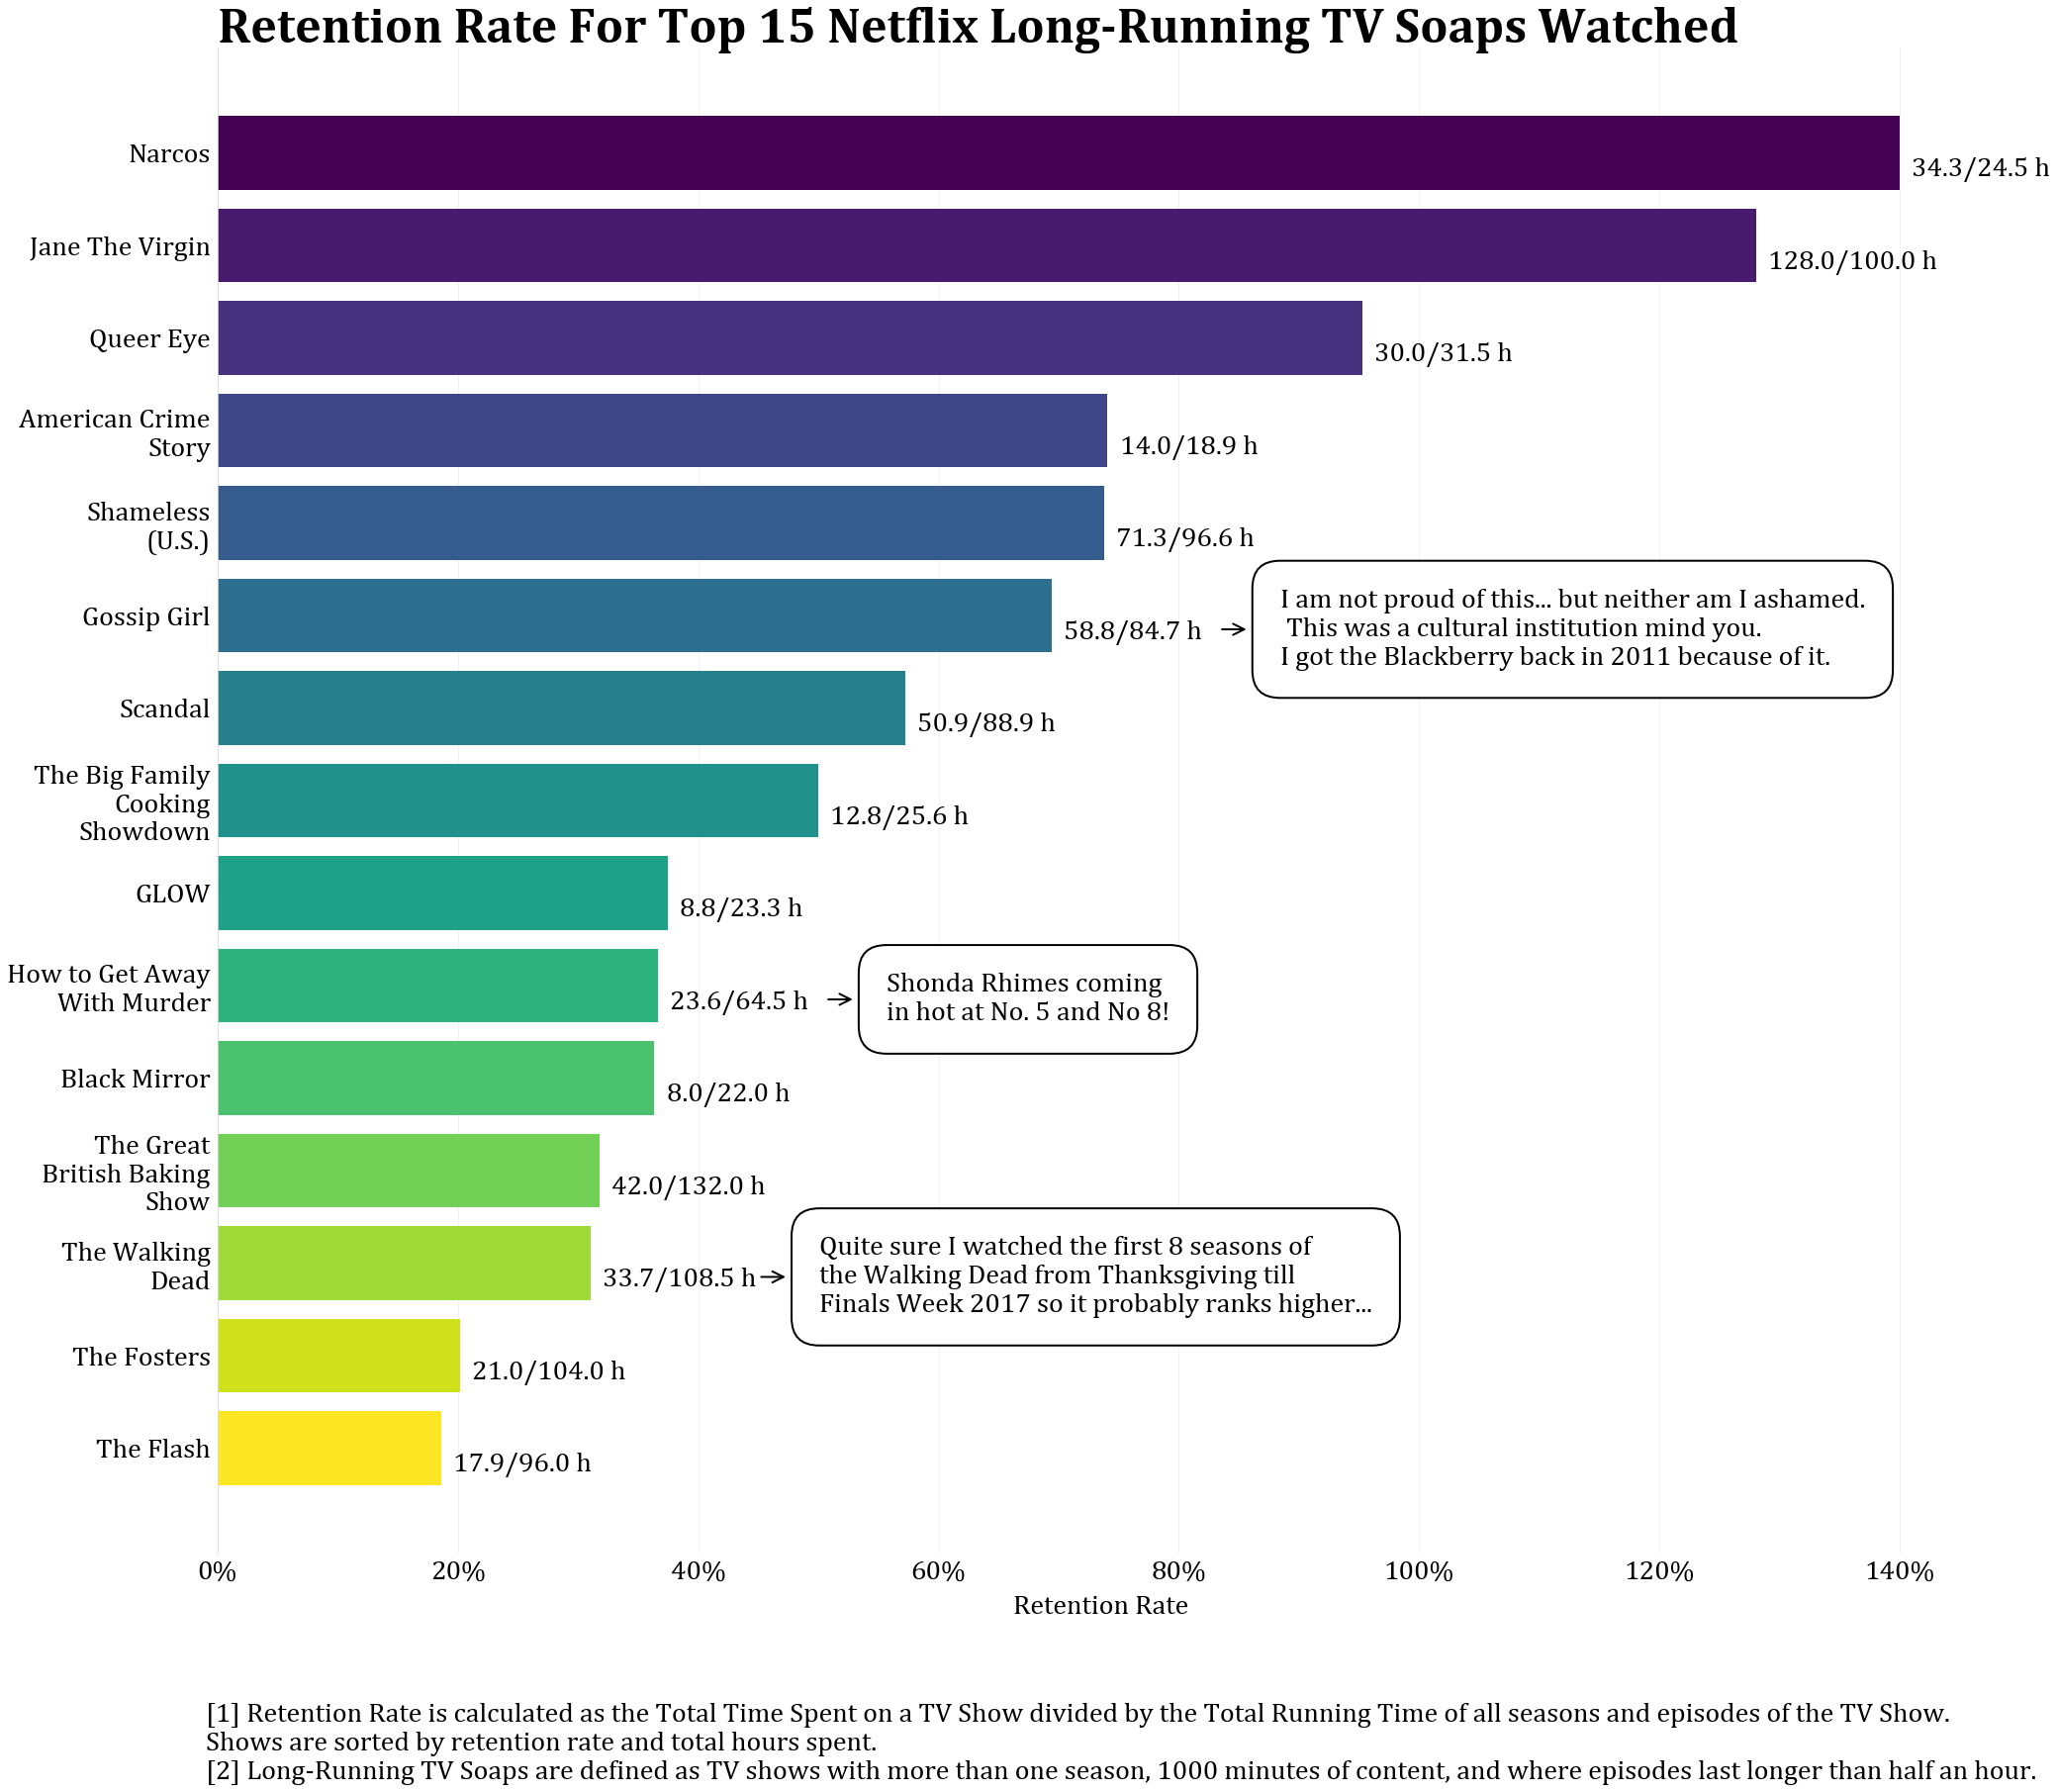 Retention Rate For Top 15 Netflix Long-Running TV Soaps Watched
Narcos
34.3/24.5 h
Jane The Virgin
128.0/100.0 h
Queer Eye
30.0/31.5 h
American Crime
Story
14.0/18.9 h
Shameless
(U.S.)
71.3/96.6 h
Gossip Girl
58.8/84.7 h
I am not proud of this... but neither am I ashamed.
This was a cultural institution mind you.
I got the Blackberry back in 2011 because of it.
Scandal
50.9/88.9 h
The Big Family
Cooking
Showdown
12.8/25.6 h
GLOW
8.8/23.3 h
How to Get Away
With Murder
23.6/64.5 h
Shonda Rhimes coming
in hot at No. 5 and No 8!
Black Mirror
8.0/22.0 h
The Great
British Baking
Show
42.0/132.0 h
The Walking
Dead
33.7/108.5 h
Quite sure I watched the first 8 seasons of
the Walking Dead from Thanksgiving till
Finals Week 2017 so it probably ranks higher...
The Fosters
21.0/104.0 h
The Flash
17.9/96.0 h
0% 20% 40% 60% 80% 100% 120% 140%
Retention Rate
[1] Retention Rate is calculated as the Total Time Spent on a TV Show divided by the Total Running Time of all seasons and episodes of the TV Show.
Shows are sorted by retention rate and total hours spent.
[2] Long-Running TV Soaps are defined as TV shows with more than one season, 1000 minutes of content, and where episodes last longer than half an hour.